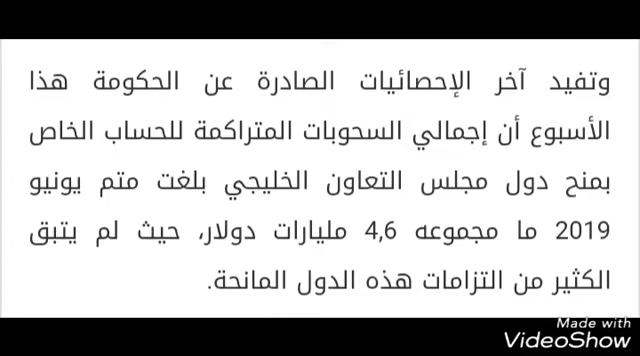 وتفيد آخر الإحصائيات الصادرة عن الحكومة هذا
الأسبوع أن إجمالي السحوبات المتراكمة للحساب الخاص
بمنح دول مجلس التعاون الخليجي بلغت متم يونيو
2019 ما مجموعه 4,6 مليارات دولار، حيث لم يتبق
الكثير من التزامات هذه الدول المانحة.
Made with
VideoShow